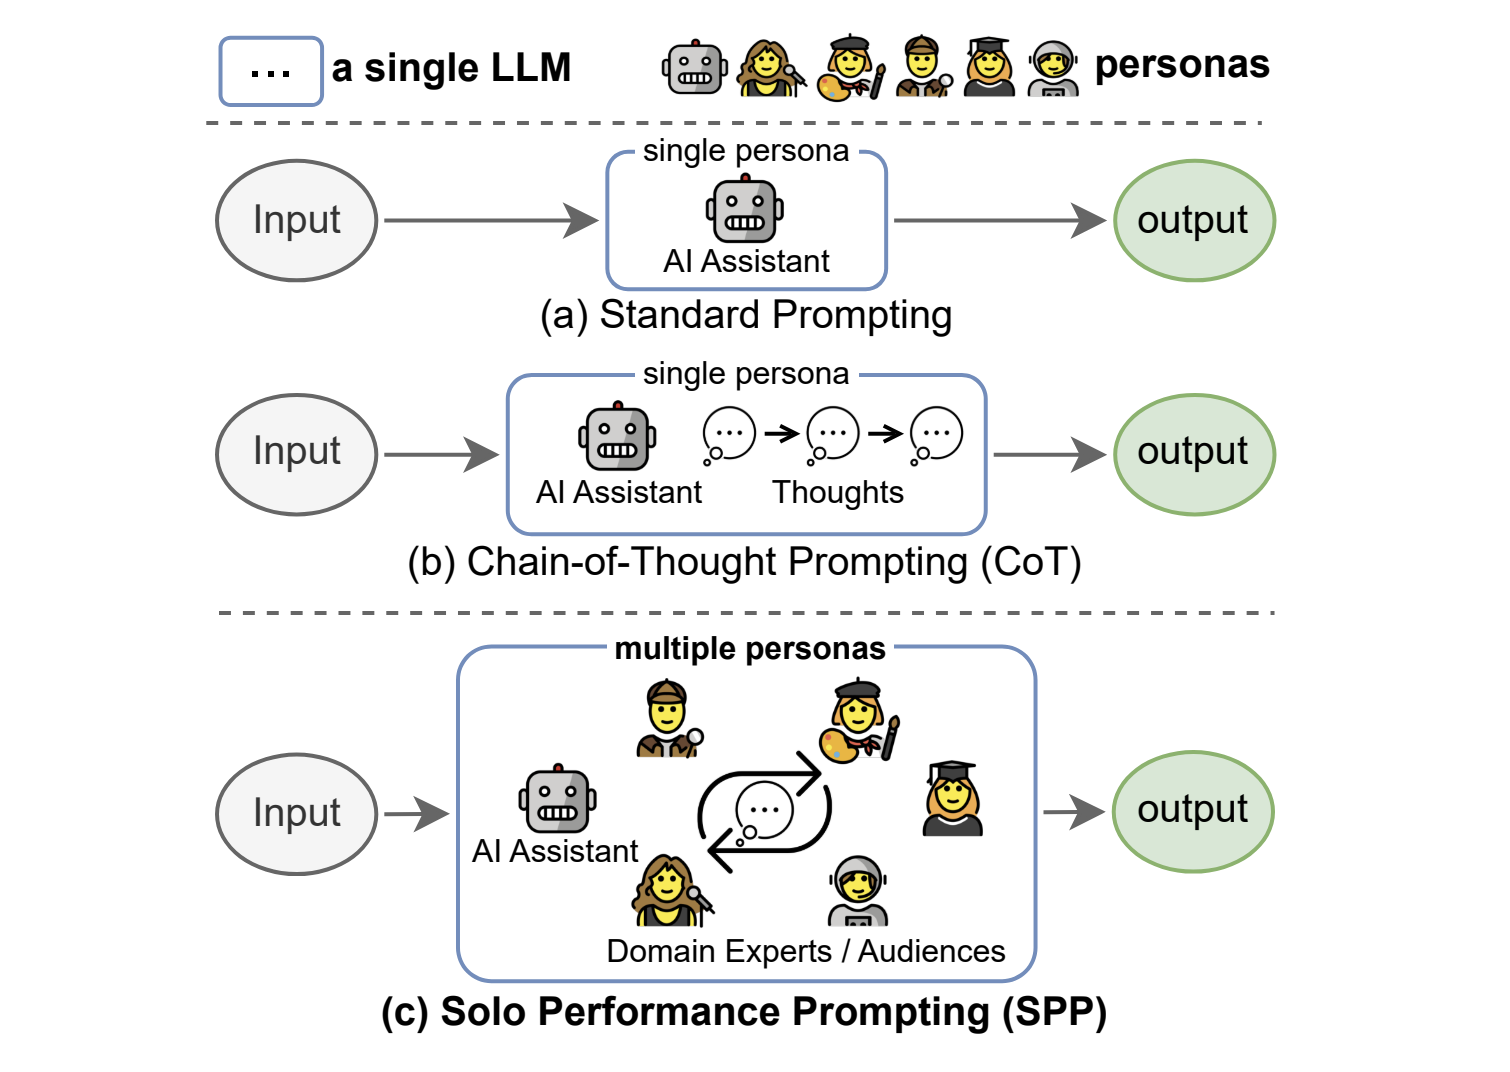 ... a single LLM
personas
single persona
Input
AI Assistant
output
(a) Standard Prompting
single persona
Input
AI Assistant
Thoughts
output
(b) Chain-of-Thought Prompting (CoT)
multiple personas
Input
AI Assistant
Domain Experts / Audiences
output
(c) Solo Performance Prompting (SPP)